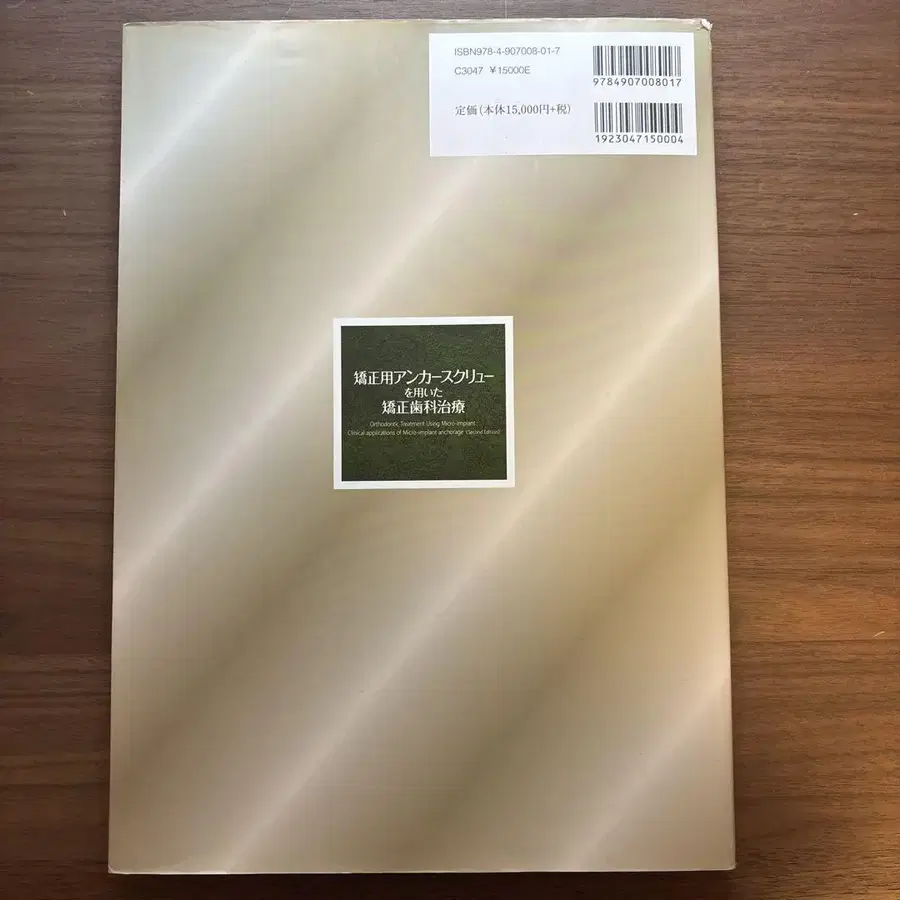 ISBN978-4-907008-01-7
C3047 ¥15000E
9784907008017
定価(本体15,000円+税)
1923047150004
矯正用アンカースクリュー
を用いた
矯正歯科治療
Orthodontic Treatment Using Micro-implant
Clinical applications of Micro-implant anchorage (Second Edition)